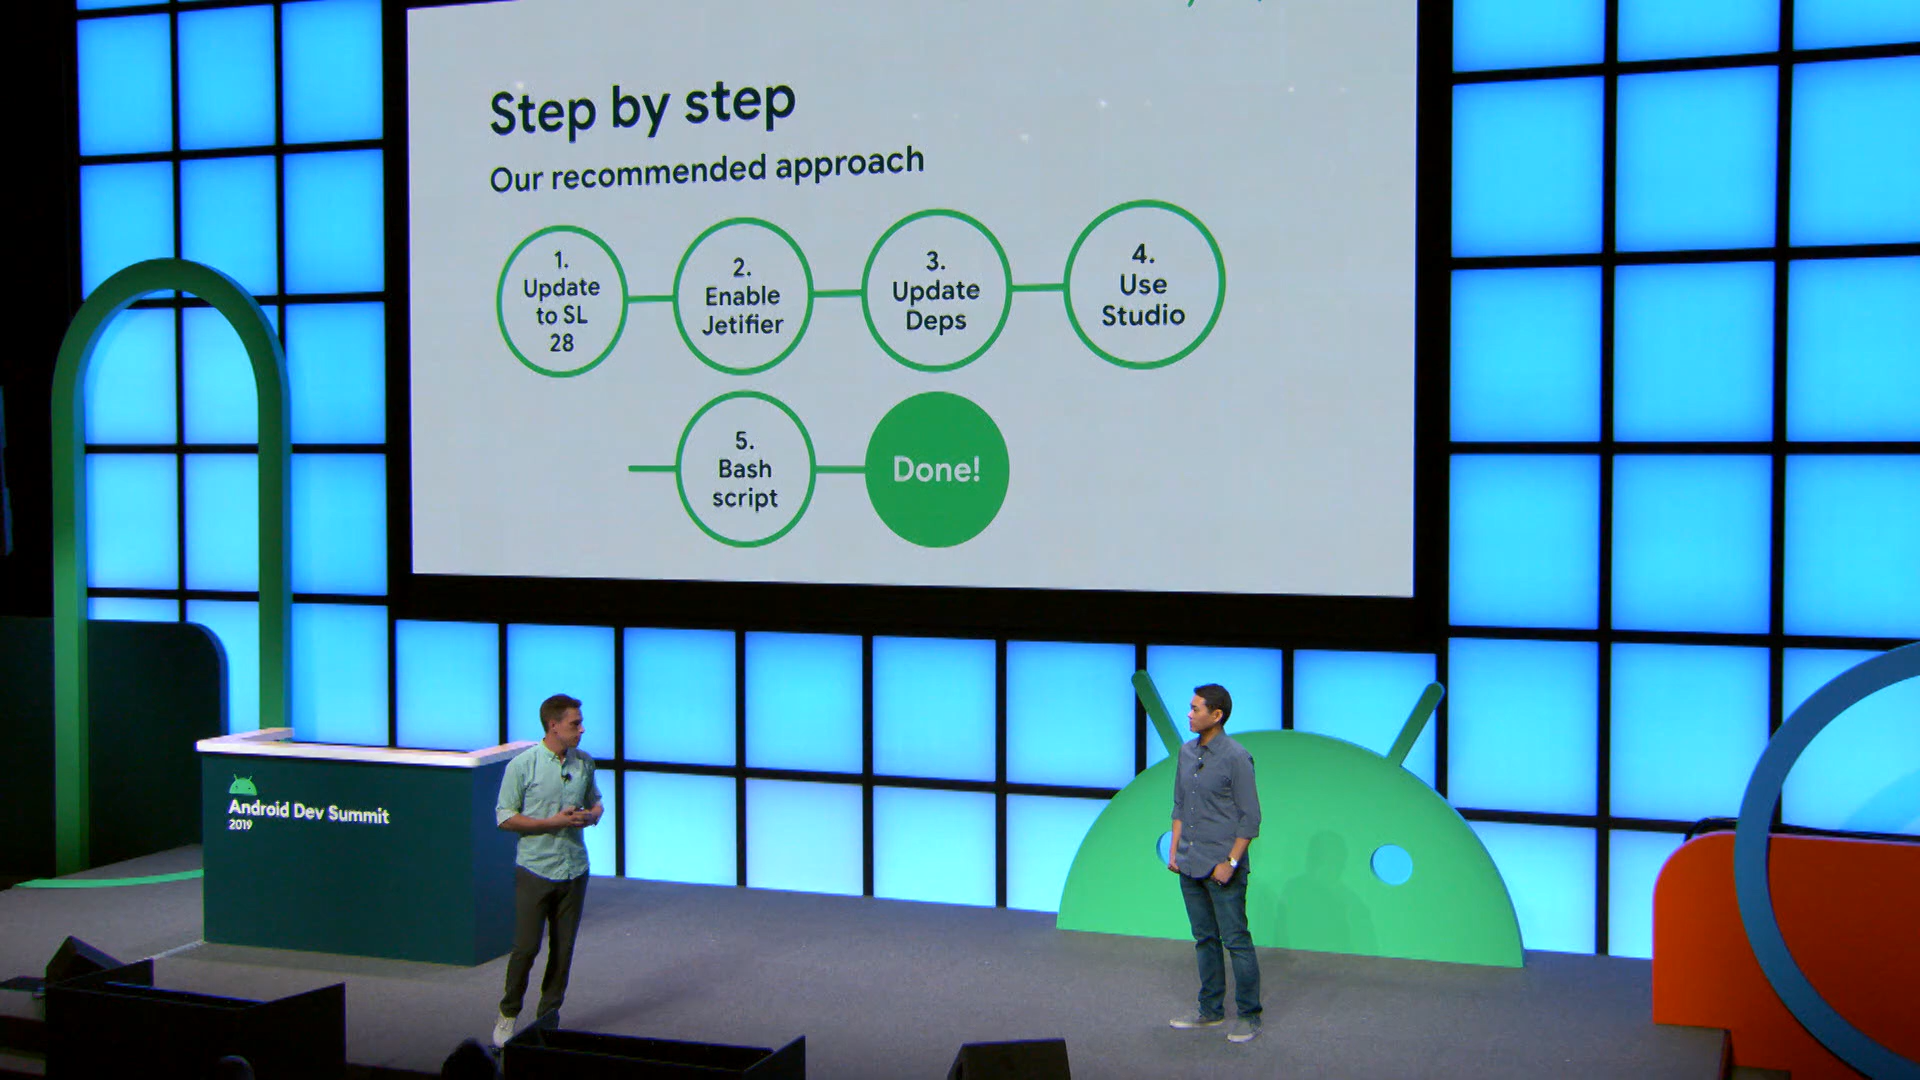 Step by step
Our recommended approach
1.
Update
to SL
28
2.
Enable
Jetifier
3.
Update
Deps
4.
Use
Studio
5.
Bash
script
Done!
Android Dev Summit
2019